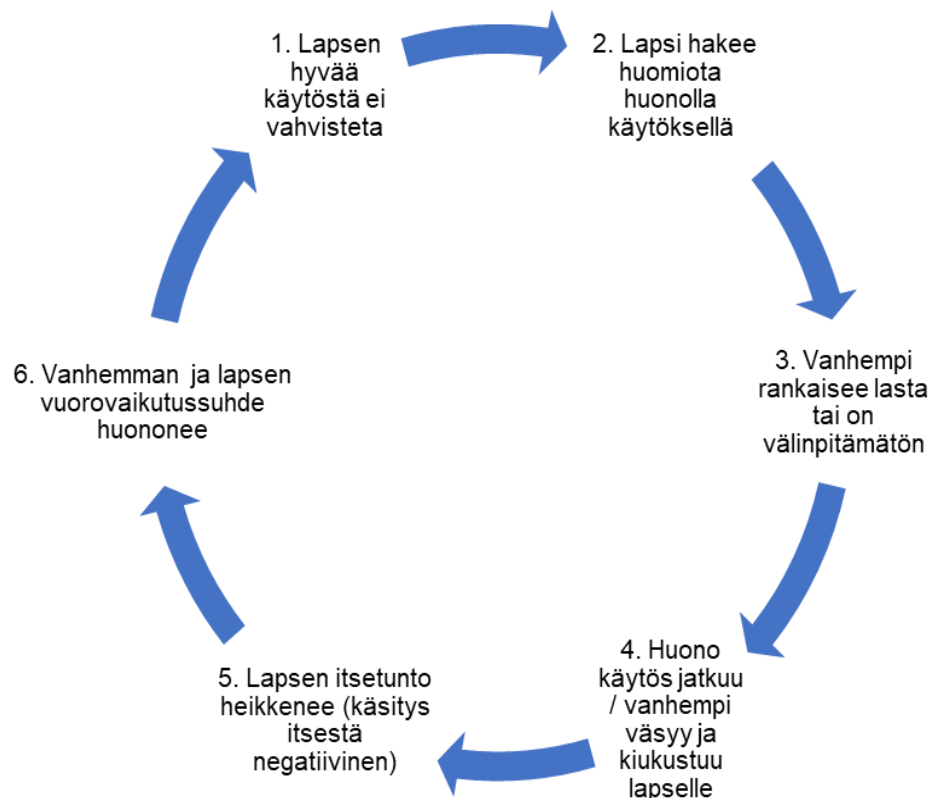 1. Lapsen
hyvää
käytöstä ei
vahvisteta
2. Lapsi hakee
huomiota
huonolla
käytöksellä
3. Vanhempi
rankaisee lasta
tai on
välinpitämätön
4. Huono
käytös jatkuu
/ vanhempi
väsyy ja
kiukustuu
lapselle
5. Lapsen itsetunto
heikkenee (käsitys
itsestä
negatiivinen)
6. Vanhemman ja lapsen
vuorovaikutussuhde
huononee